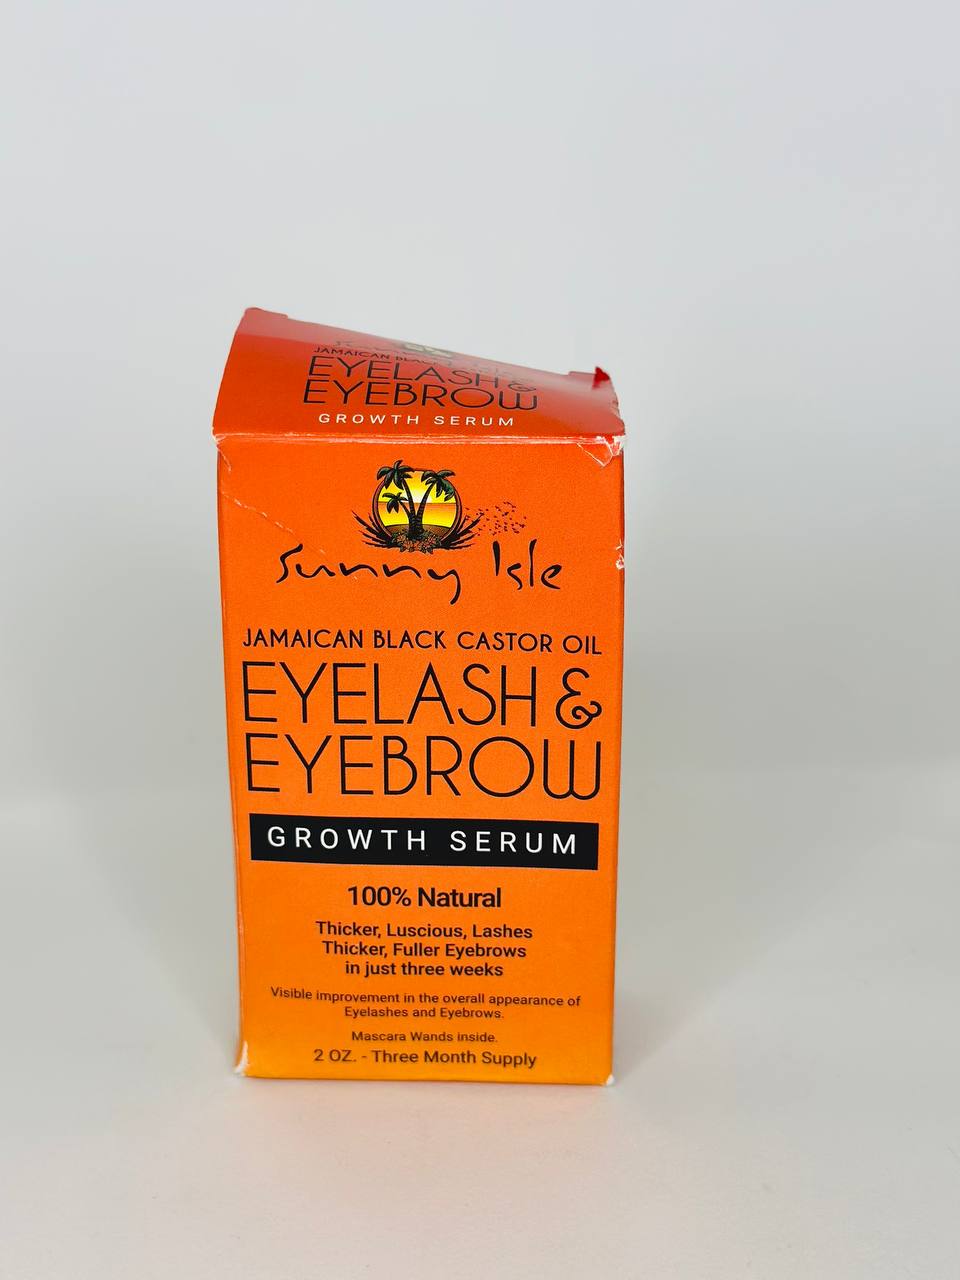 JAMAICAN BLACK
EYELASH &
EYEBROW
GROWTH SERUM
Sunny Isle
JAMAICAN BLACK CASTOR OIL
EYELASH &
EYEBROW
GROWTH SERUM
100% Natural
Thicker, Luscious, Lashes
Thicker, Fuller Eyebrows
in just three weeks
Visible improvement in the overall appearance of
Eyelashes and Eyebrows.
Mascara Wands inside.
2 OZ. - Three Month Supply